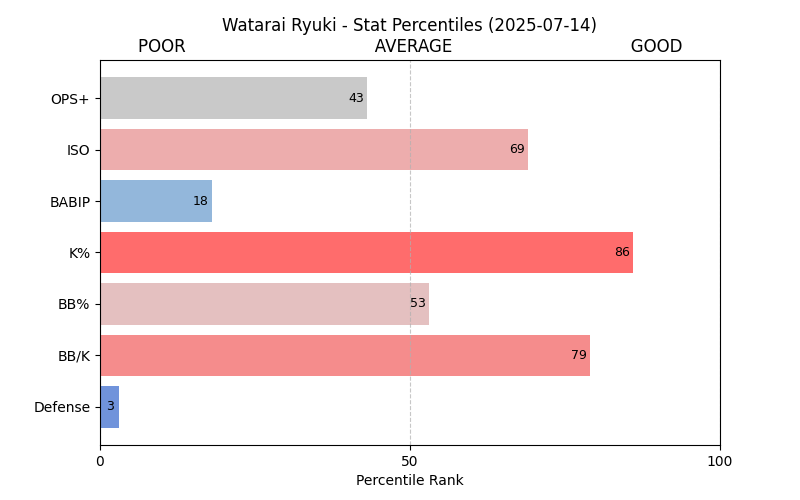 Watarai Ryuki - Stat Percentiles (2025-07-14)
POOR AVERAGE GOOD
OPS+ 43
ISO 69
BABIP 18
K% 86
BB% 53
BB/K 79
Defense 3
0 50 100
Percentile Rank